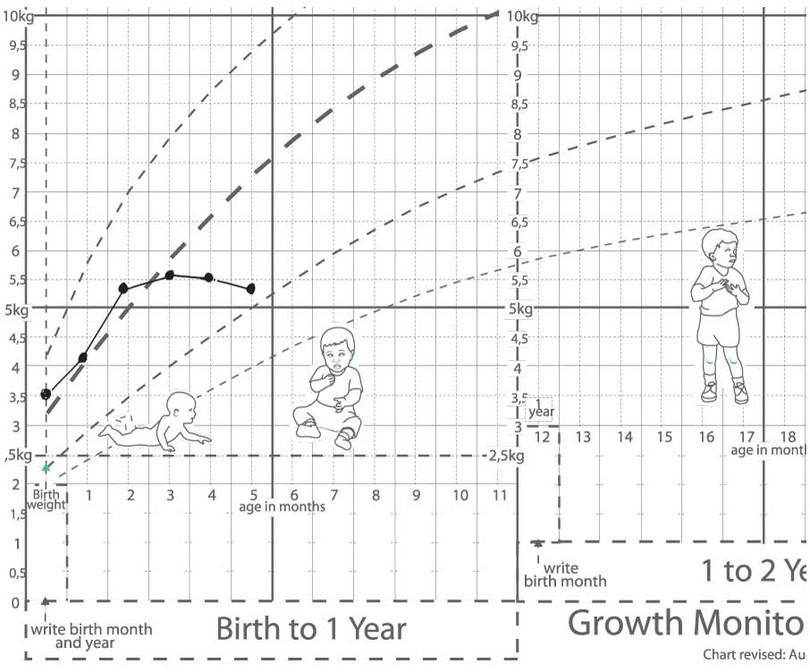 10kg
9,5
9
8,5
8
7,5
7
6,5
6
5,5
5kg
4,5
4
3,5
3
,5kg
2
1,5
1
0,5
0
Birth
weight
1 2 3 4 5 6 7 8 9 10 11
age in months
write birth month
and year
Birth to 1 Year
10kg
9,5
9
8,5
8
7,5
7
6,5
6
5,5
5kg
4,5
4
3,5
3
2,5kg
1
year
12 13 14 15 16 17 18
age in month
write
birth month
1 to 2 Ye
Growth Monito
Chart revised: Au